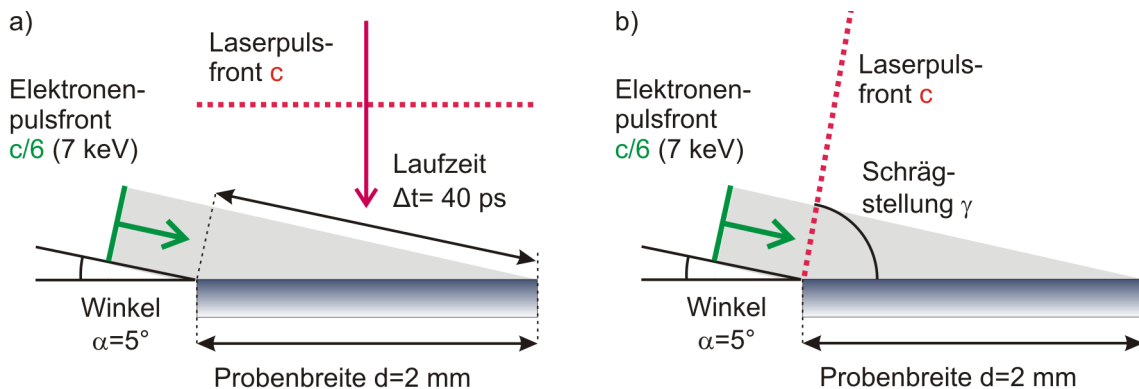 a)
Laserpuls-
front c
Elektronen-
pulsfront
c/6 (7 keV)
Laufzeit
Δt= 40 ps
Winkel
α=5°
Probenbreite d=2 mm
b)
Laserpuls-
front c
Elektronen-
pulsfront
c/6 (7 keV)
Schräg-
stellung γ
Winkel
α=5°
Probenbreite d=2 mm